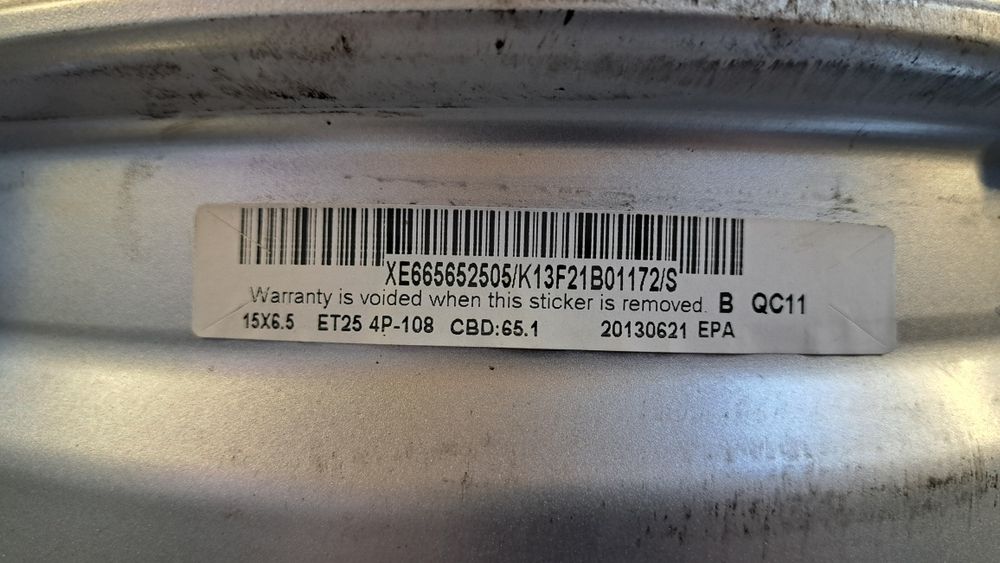 XE665652505/K13F21B01172/S
Warranty is voided when this sticker is removed. B QC11
15X6.5 ET25 4P-108 CBD:65.1 20130621 EPA